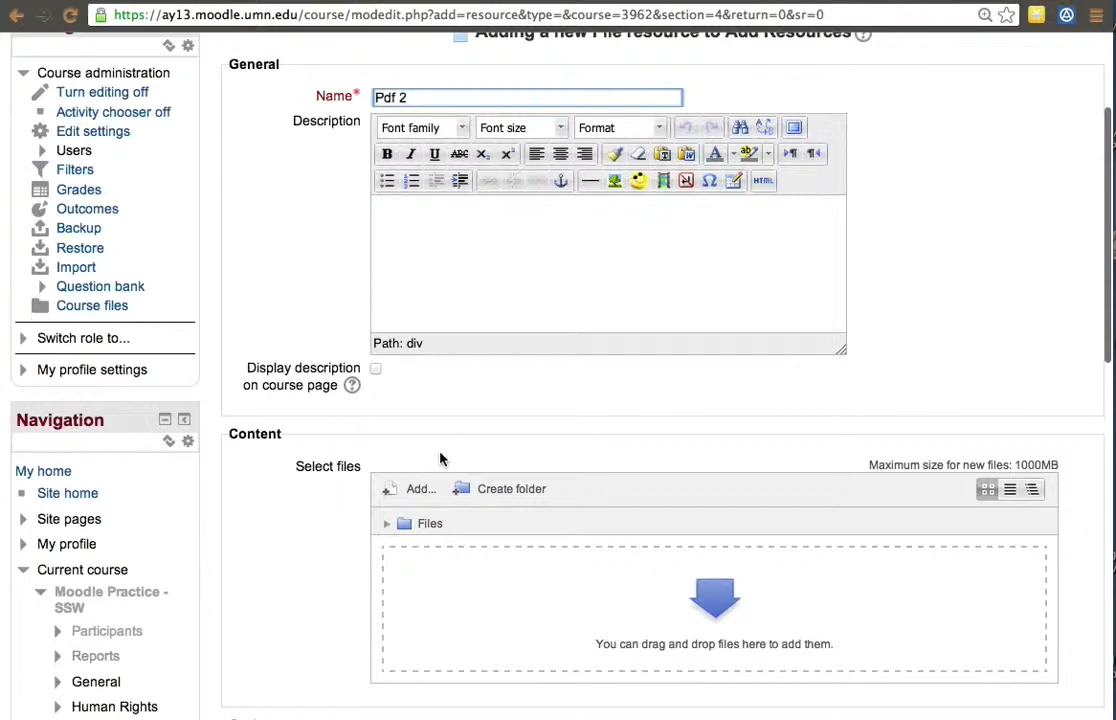 https://ay13.moodle.umn.edu/course/modedit.php?add=resource&type=&course=3962&section=4&return=0&sr=0
Adding a new File resource to Add Resources
Course administration
Turn editing off
Activity chooser off
Edit settings
Users
Filters
Grades
Outcomes
Backup
Restore
Import
Question bank
Course files
Switch role to...
My profile settings
Navigation
My home
Site home
Site pages
My profile
Current course
Moodle Practice -
SSW
Participants
Reports
General
Human Rights
General
Name*
Pdf 2
Description
Font family
Font size
Format
B I U ABC
HTML
Path: div
Display description
on course page
Content
Select files
Maximum size for new files: 1000MB
Add...
Create folder
Files
You can drag and drop files here to add them.